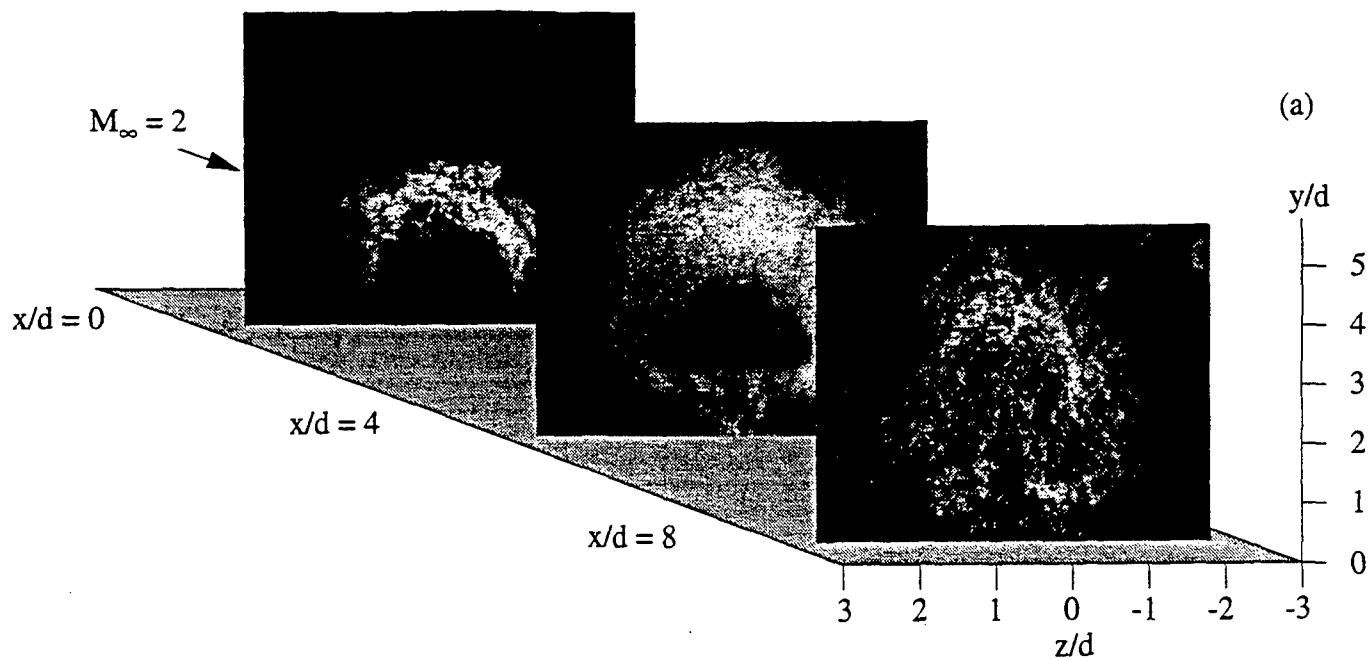 (a)
M∞ = 2
y/d
5
4
3
2
1
0
x/d = 0
x/d = 4
x/d = 8
3 2 1 0 -1 -2 -3
z/d